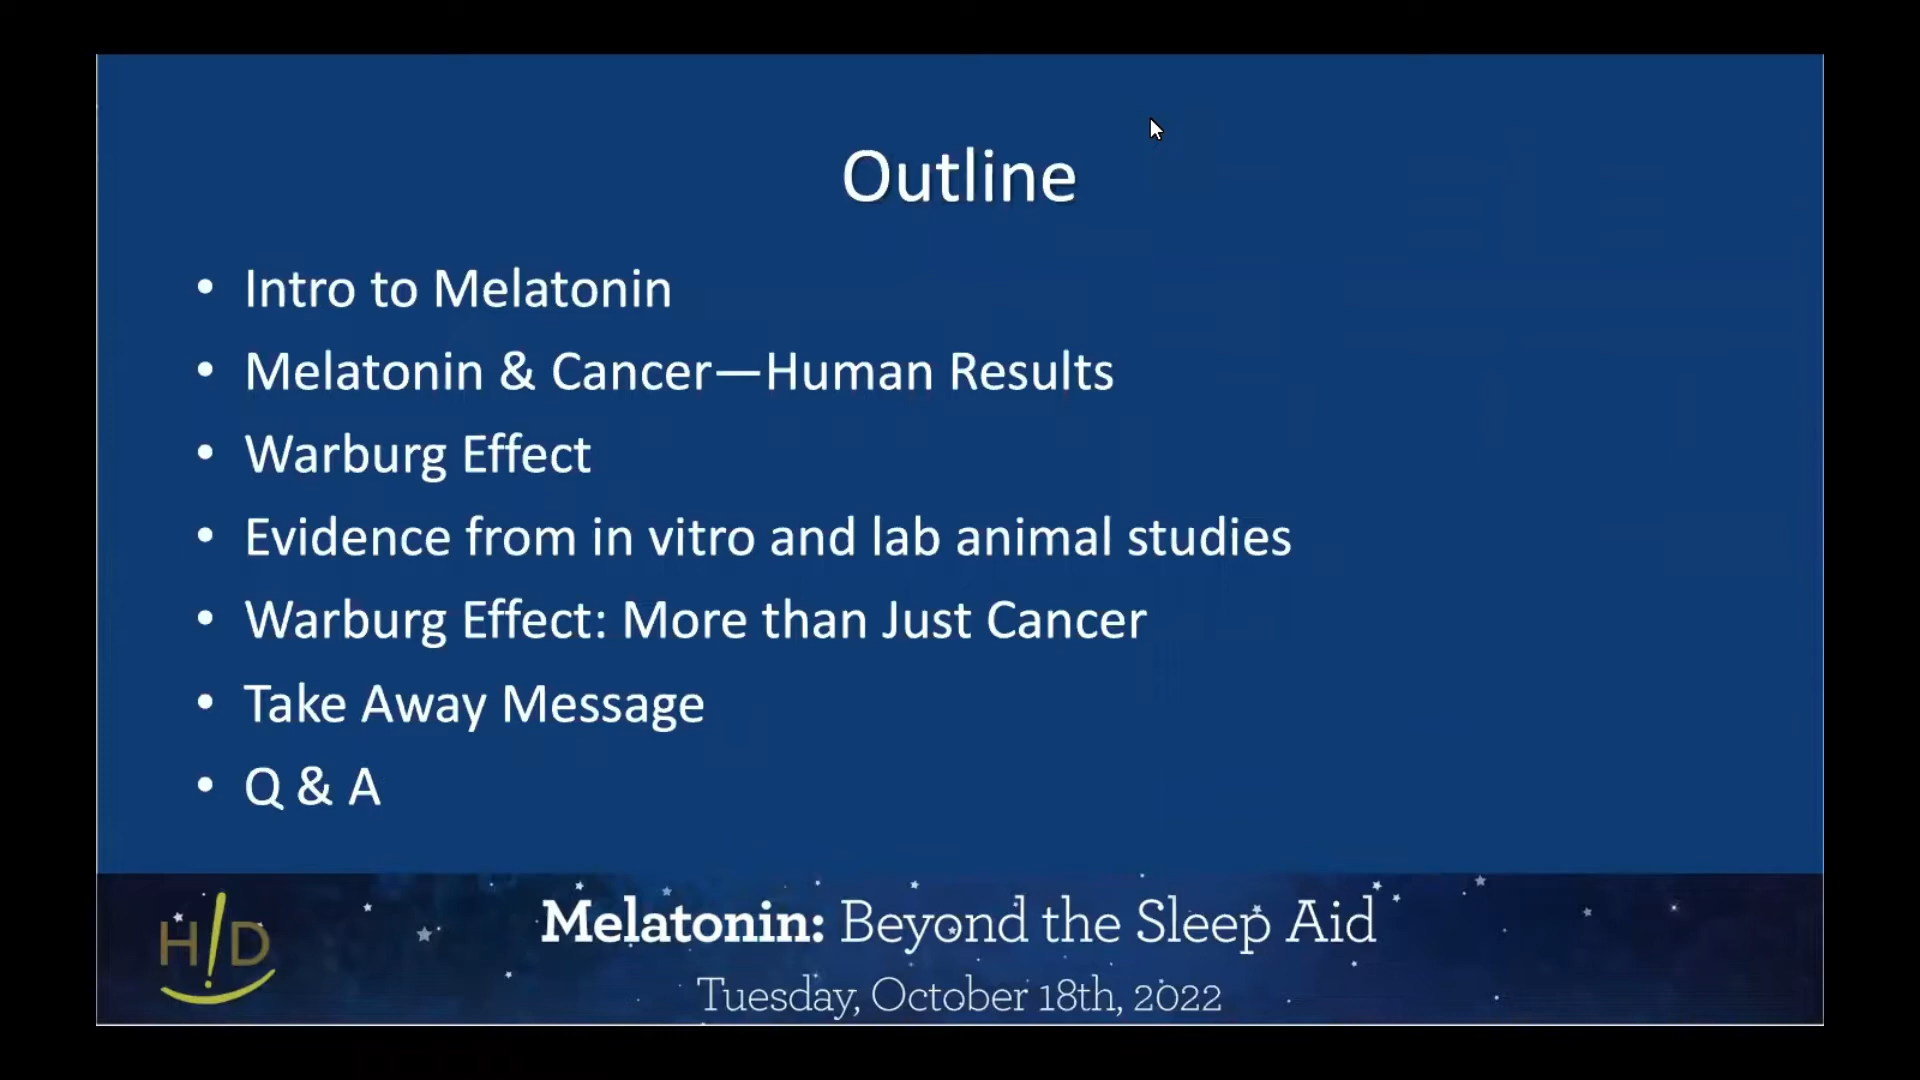 Outline
• Intro to Melatonin
• Melatonin & Cancer—Human Results
• Warburg Effect
• Evidence from in vitro and lab animal studies
• Warburg Effect: More than Just Cancer
• Take Away Message
• Q & A
H!D
Melatonin: Beyond the Sleep Aid
Tuesday, October 18th, 2022